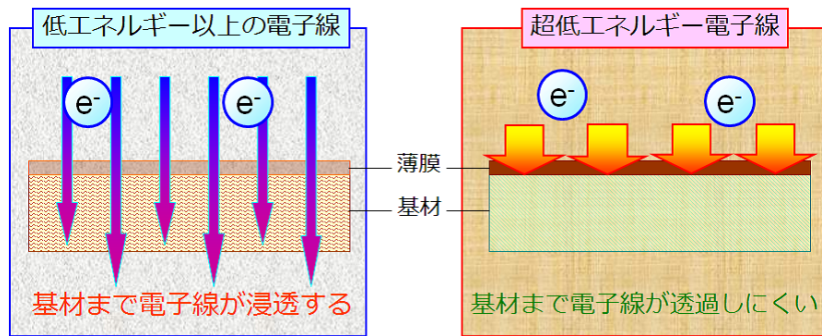 低エネルギー以上の電子線
e-
e-
基材まで電子線が浸透する
薄膜
基材
超低エネルギー電子線
e-
e-
基材まで電子線が透過しにくい